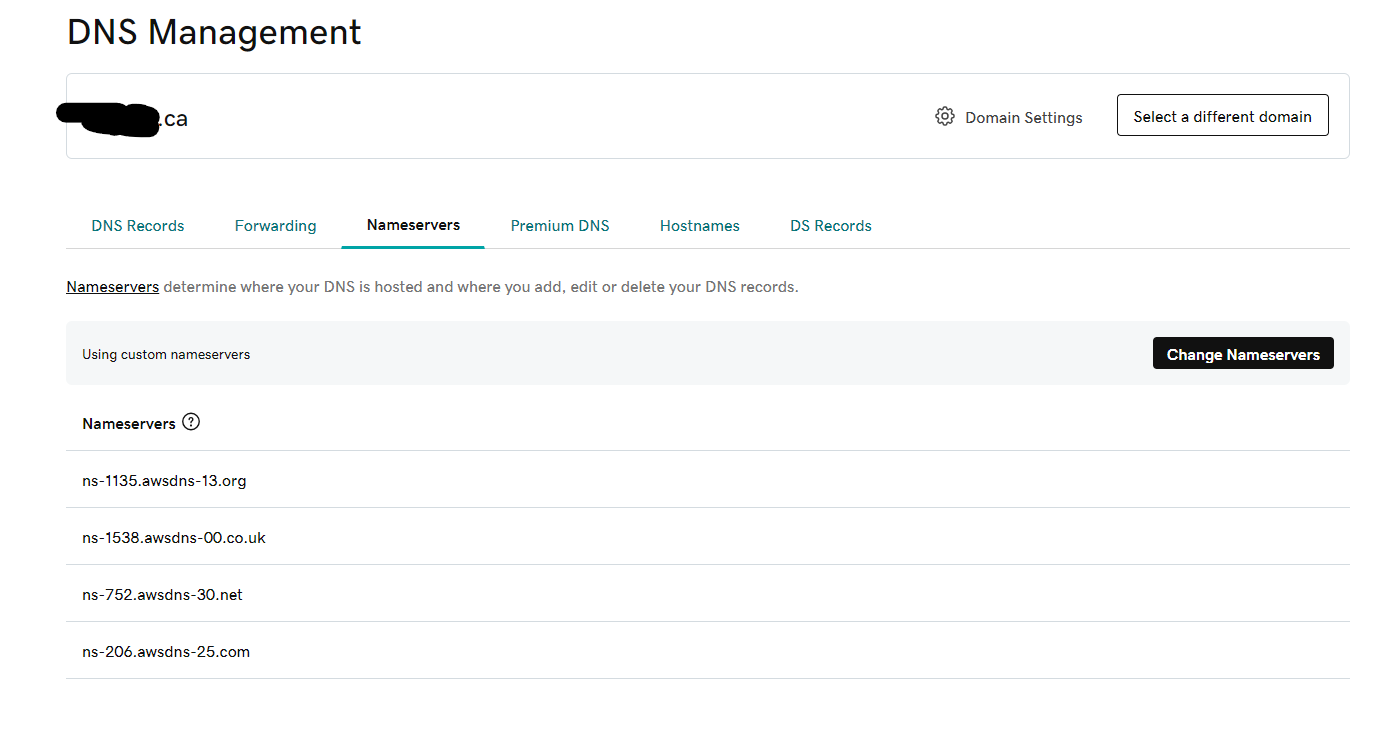 DNS Management
.ca
Domain Settings
Select a different domain
DNS Records
Forwarding
Nameservers
Premium DNS
Hostnames
DS Records
Nameservers determine where your DNS is hosted and where you add, edit or delete your DNS records.
Using custom nameservers
Change Nameservers
Nameservers ?
ns-1135.awsdns-13.org
ns-1538.awsdns-00.co.uk
ns-752.awsdns-30.net
ns-206.awsdns-25.com